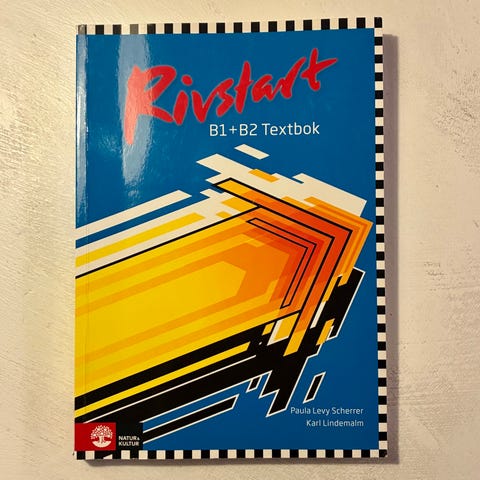 Rivstart
B1+B2 Textbok
Paula Levy Scherrer
Karl Lindemalm
NATUR &
KULTUR